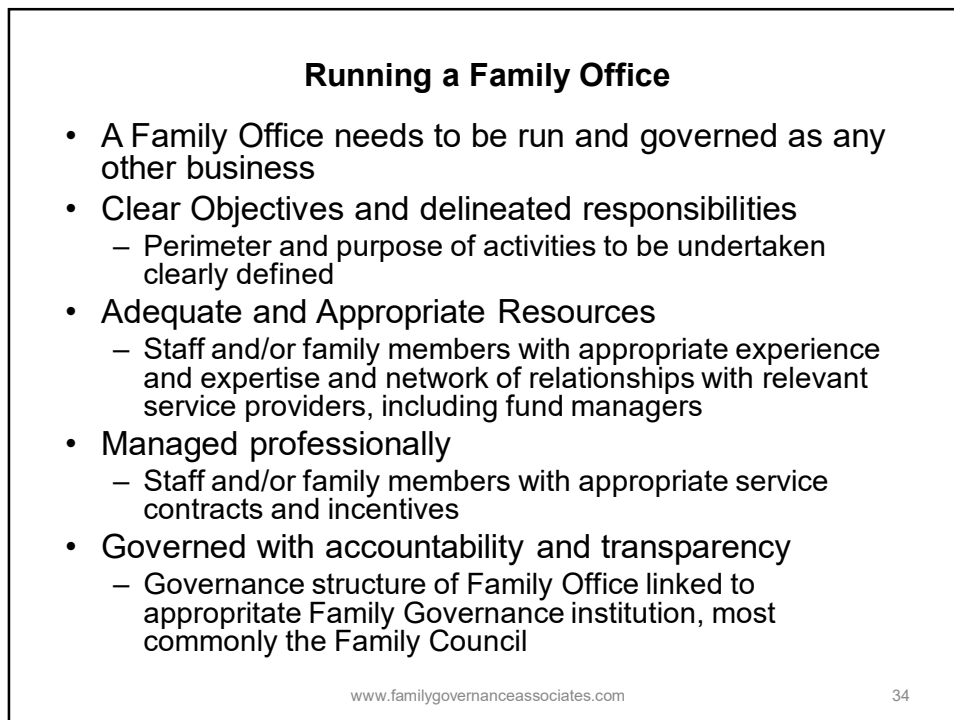 Running a Family Office
• A Family Office needs to be run and governed as any
other business
• Clear Objectives and delineated responsibilities
– Perimeter and purpose of activities to be undertaken
clearly defined
• Adequate and Appropriate Resources
– Staff and/or family members with appropriate experience
and expertise and network of relationships with relevant
service providers, including fund managers
• Managed professionally
– Staff and/or family members with appropriate service
contracts and incentives
• Governed with accountability and transparency
– Governance structure of Family Office linked to
appropritate Family Governance institution, most
commonly the Family Council
www.familygovernanceassociates.com 34